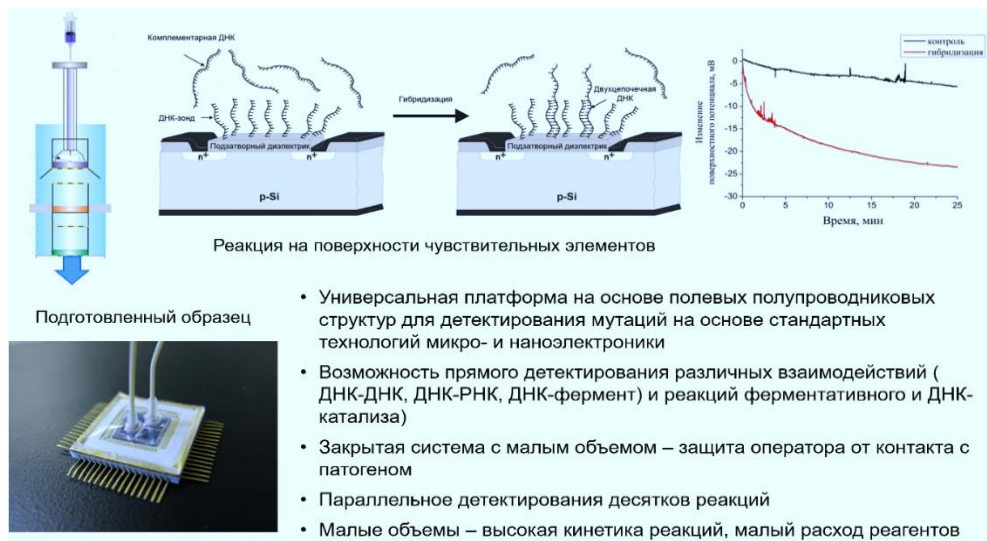 Комплементарная ДНК
ДНК-зонд
Подзатворный диэлектрик
n+
n+
p-Si
Гибридизация
Двухцепочечная
ДНК
Подзатворный диэлектрик
n+
n+
p-Si
контроль
гибридизация
Изменение
поверхностного потенциала, мВ
0
-5
-10
-15
-20
-25
-30
0
5
10
15
20
25
Время, мин
Реакция на поверхности чувствительных элементов
Подготовленный образец
• Универсальная платформа на основе полевых полупроводниковых
структур для детектирования мутаций на основе стандартных
технологий микро- и наноэлектроники
• Возможность прямого детектирования различных взаимодействий (
ДНК-ДНК, ДНК-РНК, ДНК-фермент) и реакций ферментативного и ДНК-
катализа)
• Закрытая система с малым объемом – защита оператора от контакта с
патогеном
• Параллельное детектирования десятков реакций
• Малые объемы – высокая кинетика реакций, малый расход реагентов